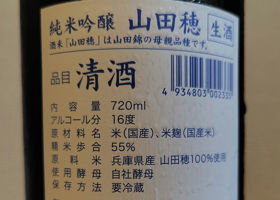 純米吟醸 山田穂 生酒
酒米「山田穂」は山田錦の母親品種です。
品目 清酒
4 934803 00233
内容量 720ml
アルコール分 16度
原材料名 米(国産)、米麹(国産米)
精米歩合 55%
原料米 兵庫県産 山田穂100%使用
使用酵母 自社酵母
保存方法 要冷蔵